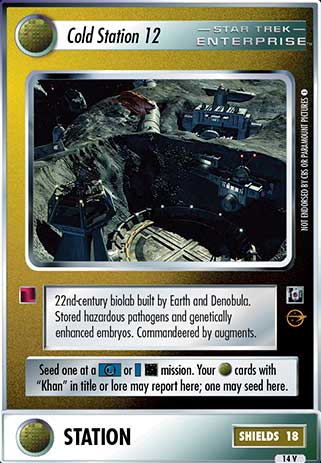 Cold Station 12
STAR TREK
ENTERPRISE™
NOT ENDORSED BY CBS OR PARAMOUNT PICTURES
22nd-century biolab built by Earth and Denobula.
Stored hazardous pathogens and genetically
enhanced embryos. Commandeered by augments.
Seed one at a or mission. Your cards with
"Khan" in title or lore may report here; one may seed here.
STATION
SHIELDS 18
14 V